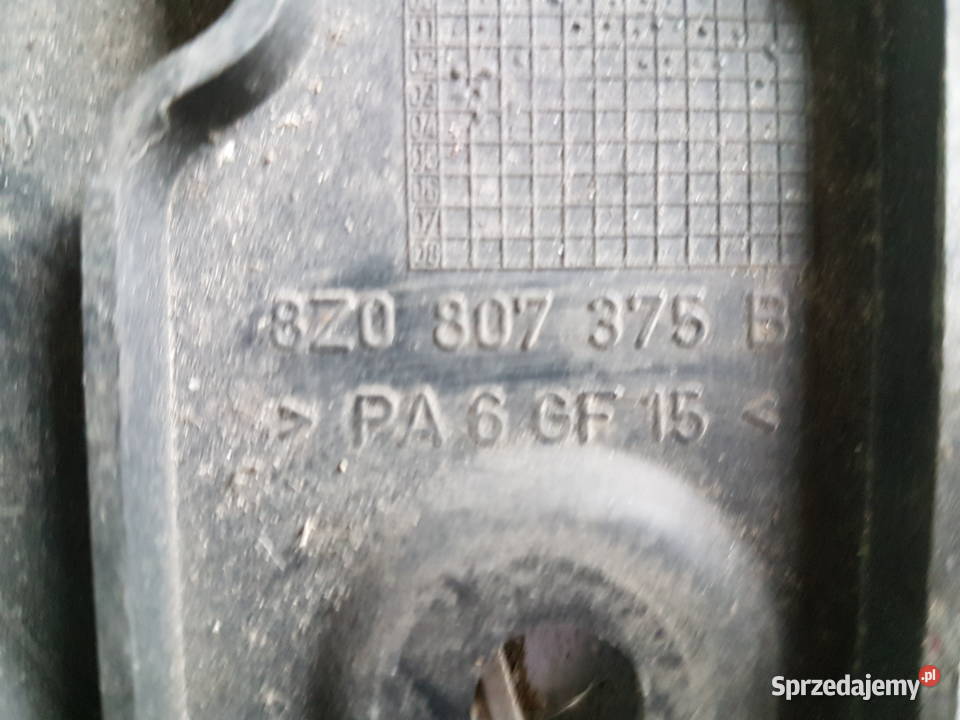 8Z0 807 375 B
> PA 6 GF 15 <
Sprzedajemy.pl